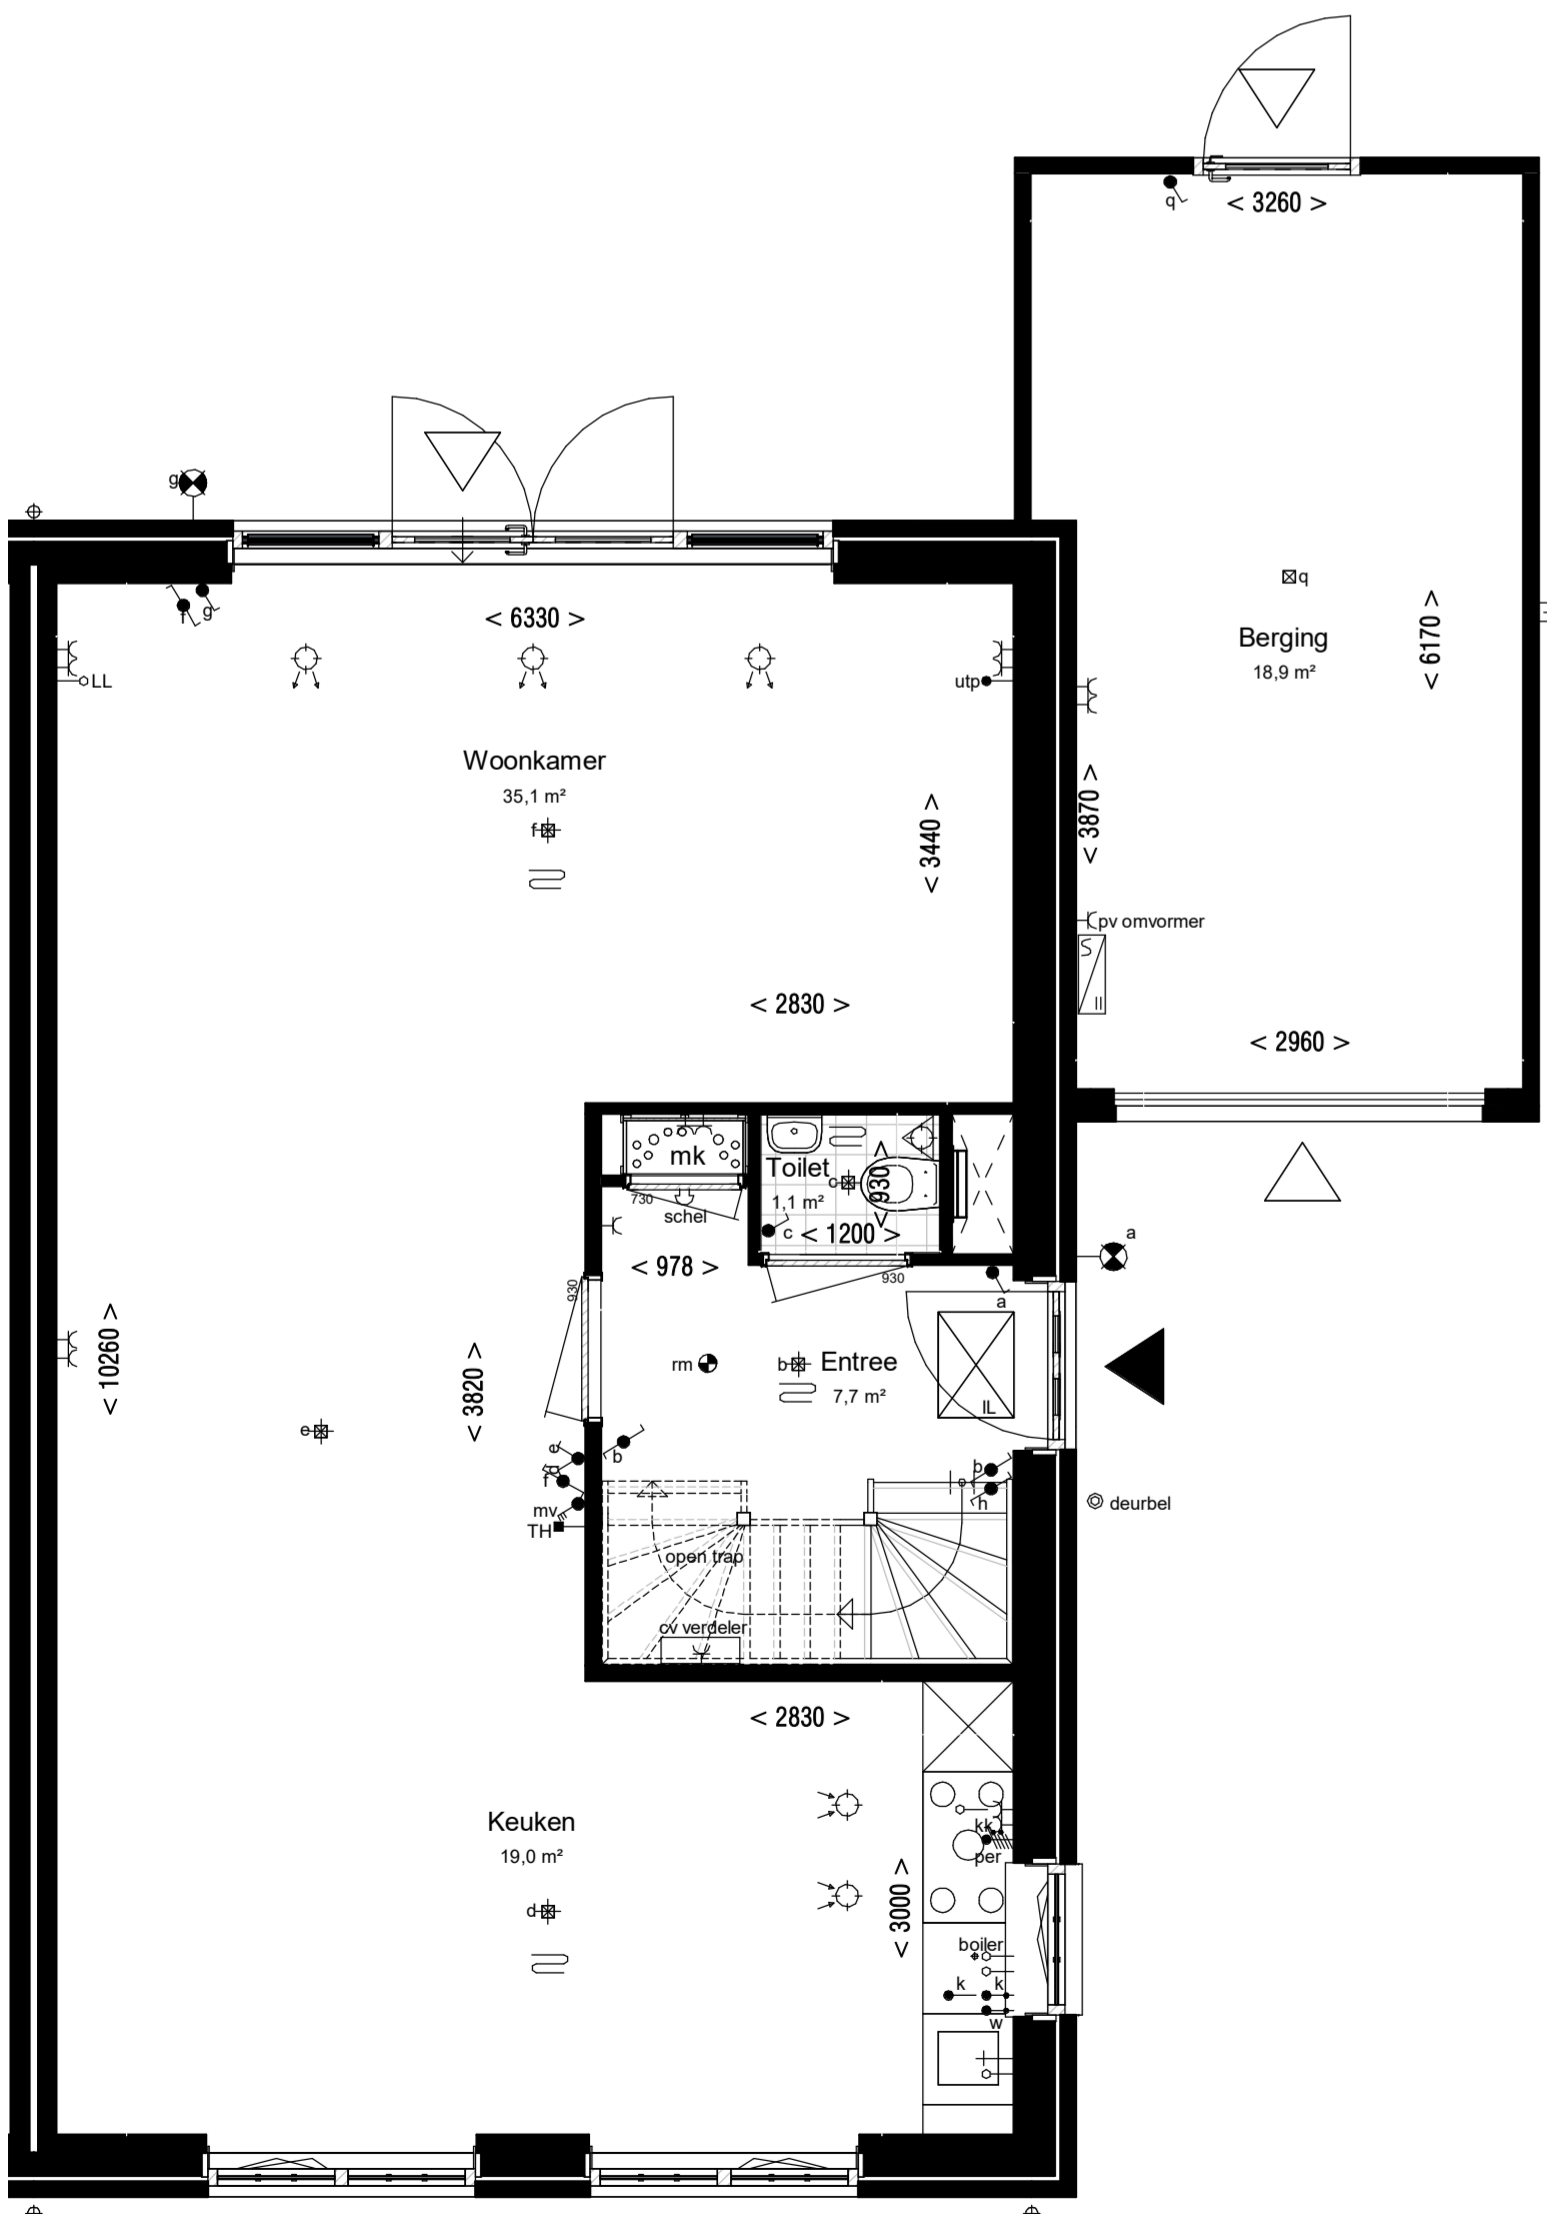 q
< 3260 >
g
q
f
g
< 6330 >
Berging
18,9 m²
< 6170 >
LL
utp
Woonkamer
35,1 m²
f
< 3440 >
< 3870 >
pv omvormer
< 2830 >
< 2960 >
mk
Toilet
c
1,1 m²
< 930 >
730
schel
c
< 1200 >
a
< 978 >
930
930
a
< 10260 >
< 3820 >
rm
b
Entree
7,7 m²
IL
e
b
e
d
f
b
h
mv
TH
deurbel
open trap
cv verdeler
< 2830 >
Keuken
19,0 m²
kk
per
< 3000 >
d
boiler
k
k
w